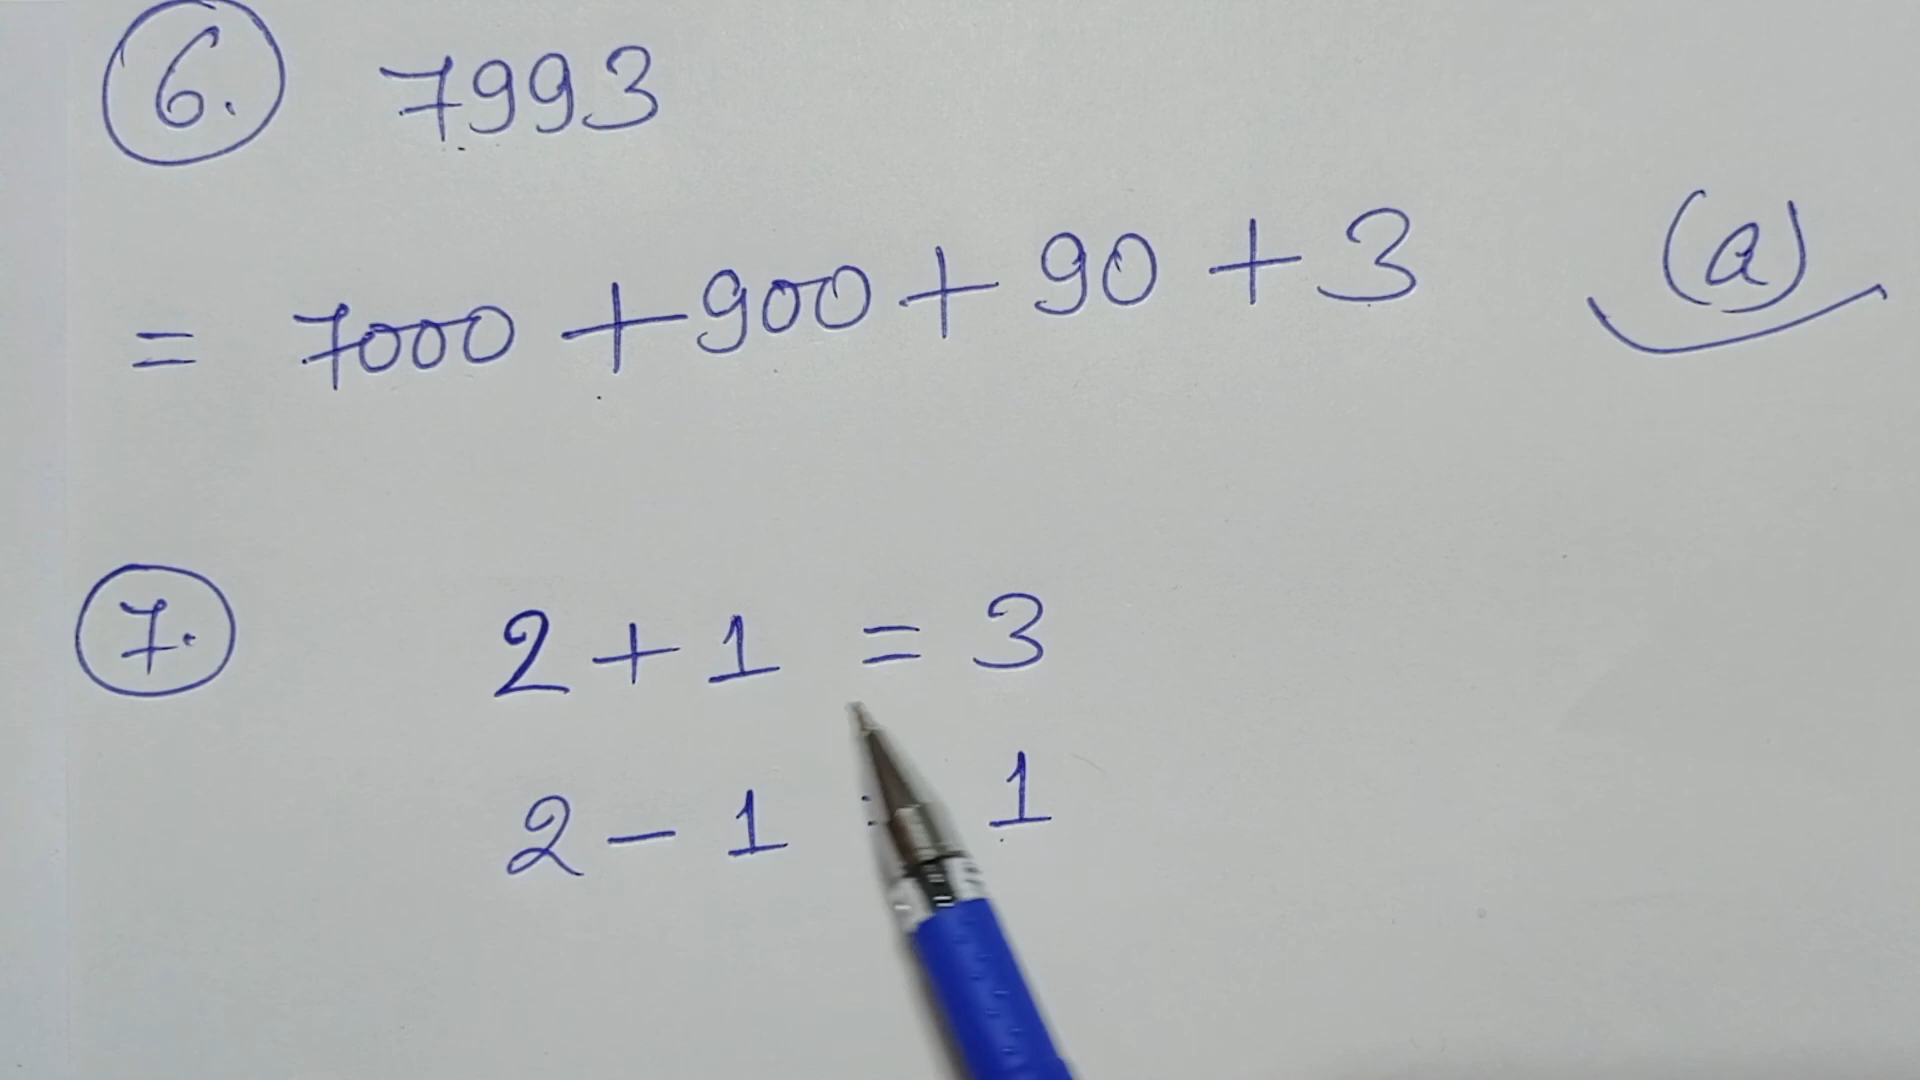 6. 7993
= 7000 + 900 + 90 + 3 (a)
7. 2 + 1 = 3
2 - 1 = 1